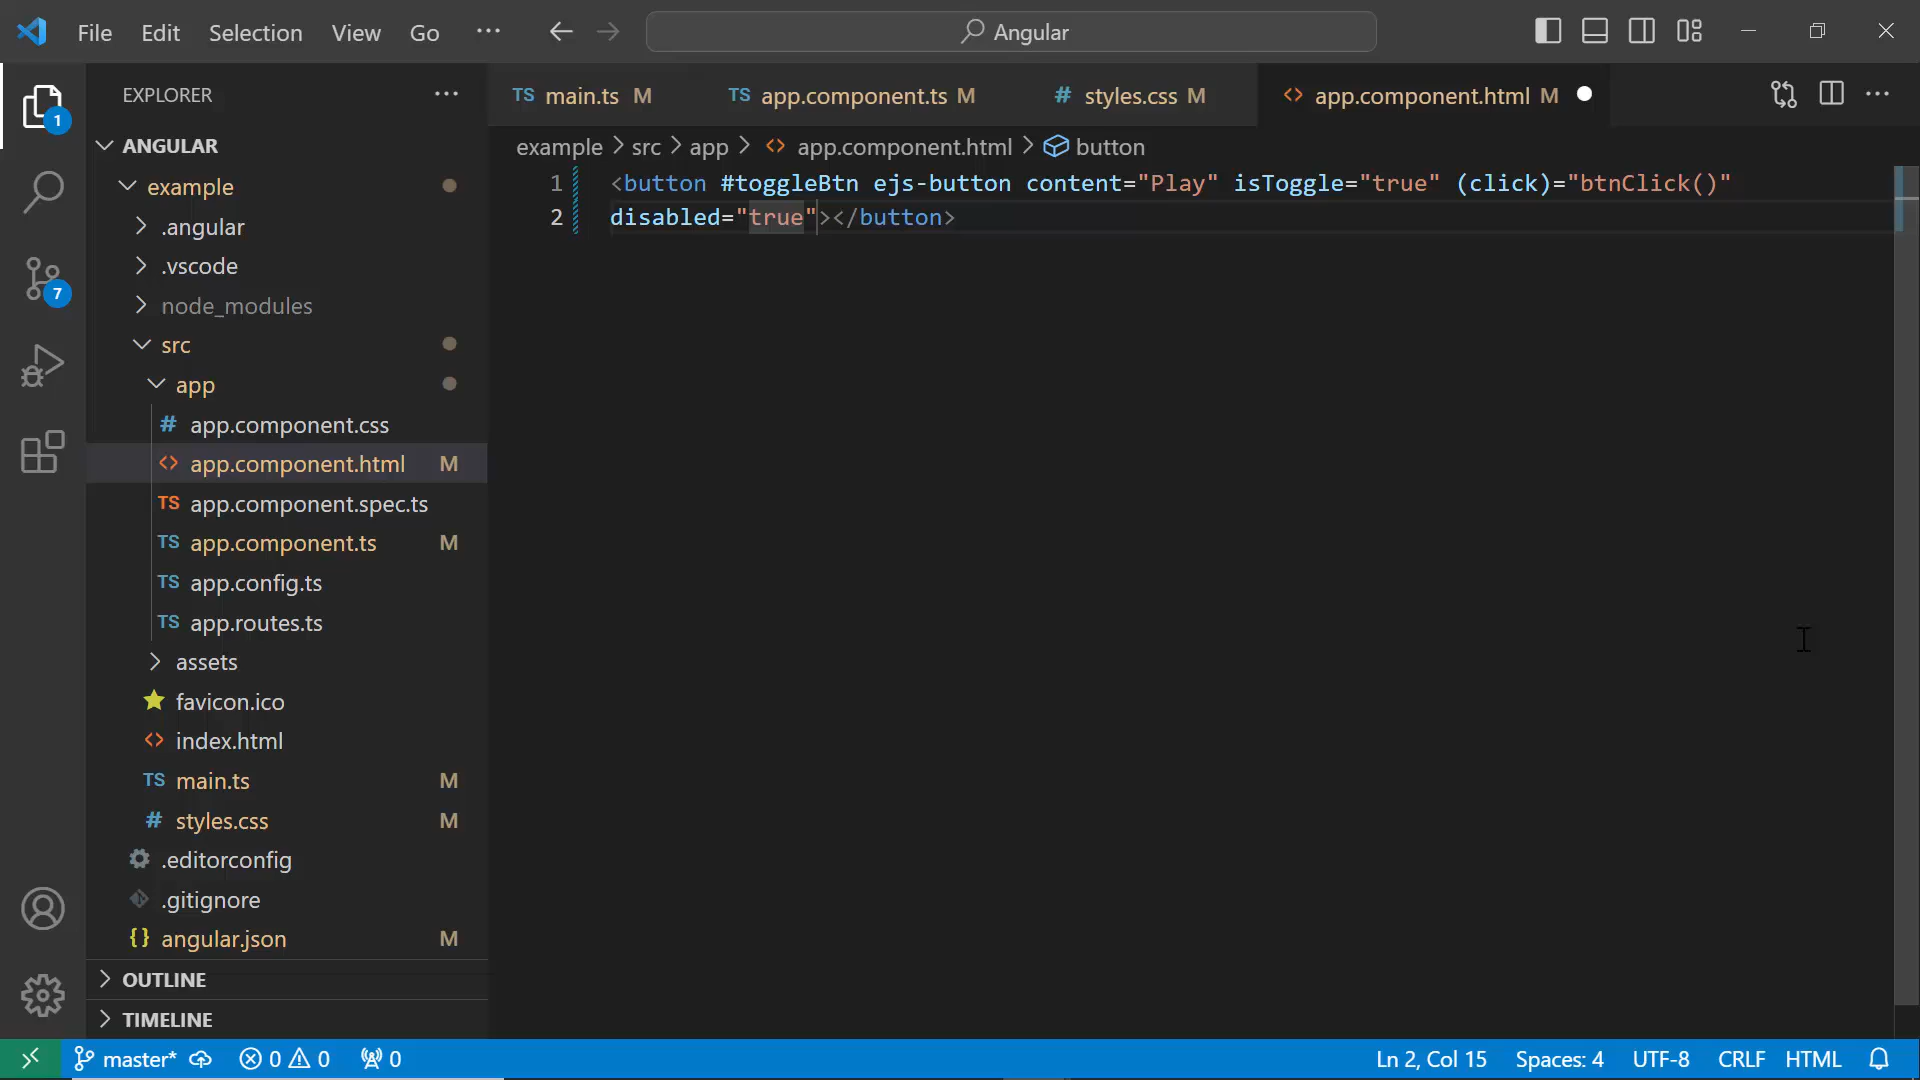 File Edit Selection View Go ··· Angular
EXPLORER ···
TS main.ts M TS app.component.ts M # styles.css M <> app.component.html M ···
example > src > app > <> app.component.html > button
1 <button #toggleBtn ejs-button content="Play" isToggle="true" (click)="btnClick()"
2 disabled="true"></button>
1
7
ANGULAR
example
.angular
.vscode
node_modules
src
app
# app.component.css
<> app.component.html M
TS app.component.spec.ts
TS app.component.ts M
TS app.config.ts
TS app.routes.ts
assets
favicon.ico
<> index.html
TS main.ts M
# styles.css M
.editorconfig
.gitignore
{} angular.json M
OUTLINE
TIMELINE
master* 0 0 0 Ln 2, Col 15 Spaces: 4 UTF-8 CRLF HTML